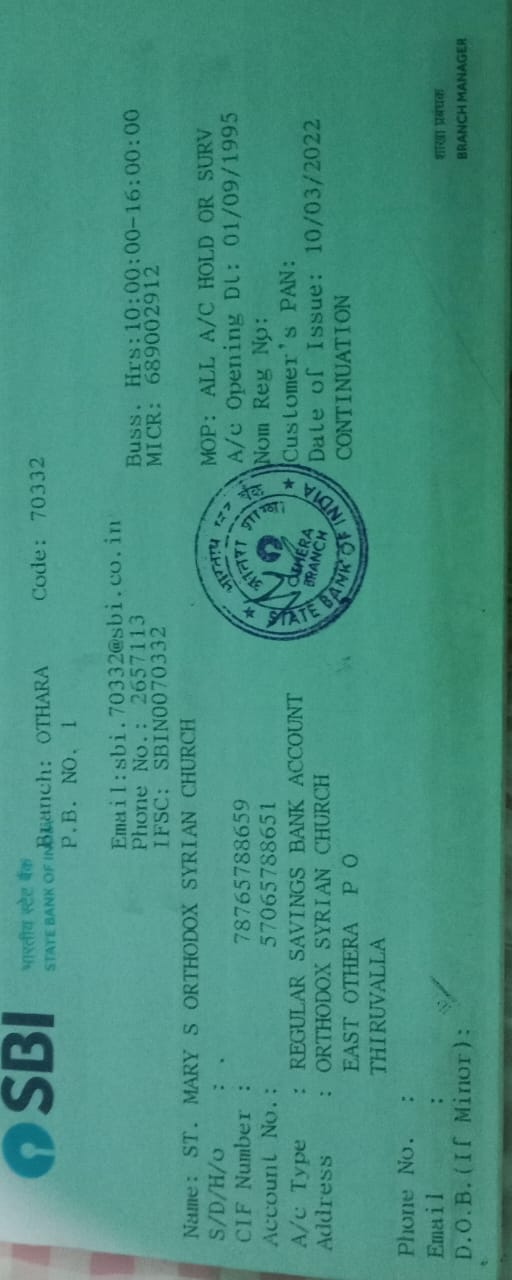 SBI
भारतीय स्टेट बैंक
STATE BANK OF INDIA
Branch: OTHARA Code: 70332
P.B. NO. 1
Email:sbi.70332@sbi.co.in
Phone No.: 2657113 Buss. Hrs:10:00:00-16:00:00
IFSC: SBIN0070332 MICR: 689002912
Name: ST. MARY S ORTHODOX SYRIAN CHURCH
S/D/H/o : . MOP: ALL A/C HOLD OR SURV
CIF Number : 78765788659 A/c Opening Dt: 01/09/1995
Account No.: 57065788651 Nom Reg No:
A/c Type : REGULAR SAVINGS BANK ACCOUNT Customer's PAN:
Address : ORTHODOX SYRIAN CHURCH Date of Issue: 10/03/2022
EAST OTHERA P O CONTINUATION
THIRUVALLA
Phone No. :
Email :
D.O.B.(If Minor):
शाखा प्रबंधक
BRANCH MANAGER
OTHERA
BRANCH
STATE BANK OF INDIA